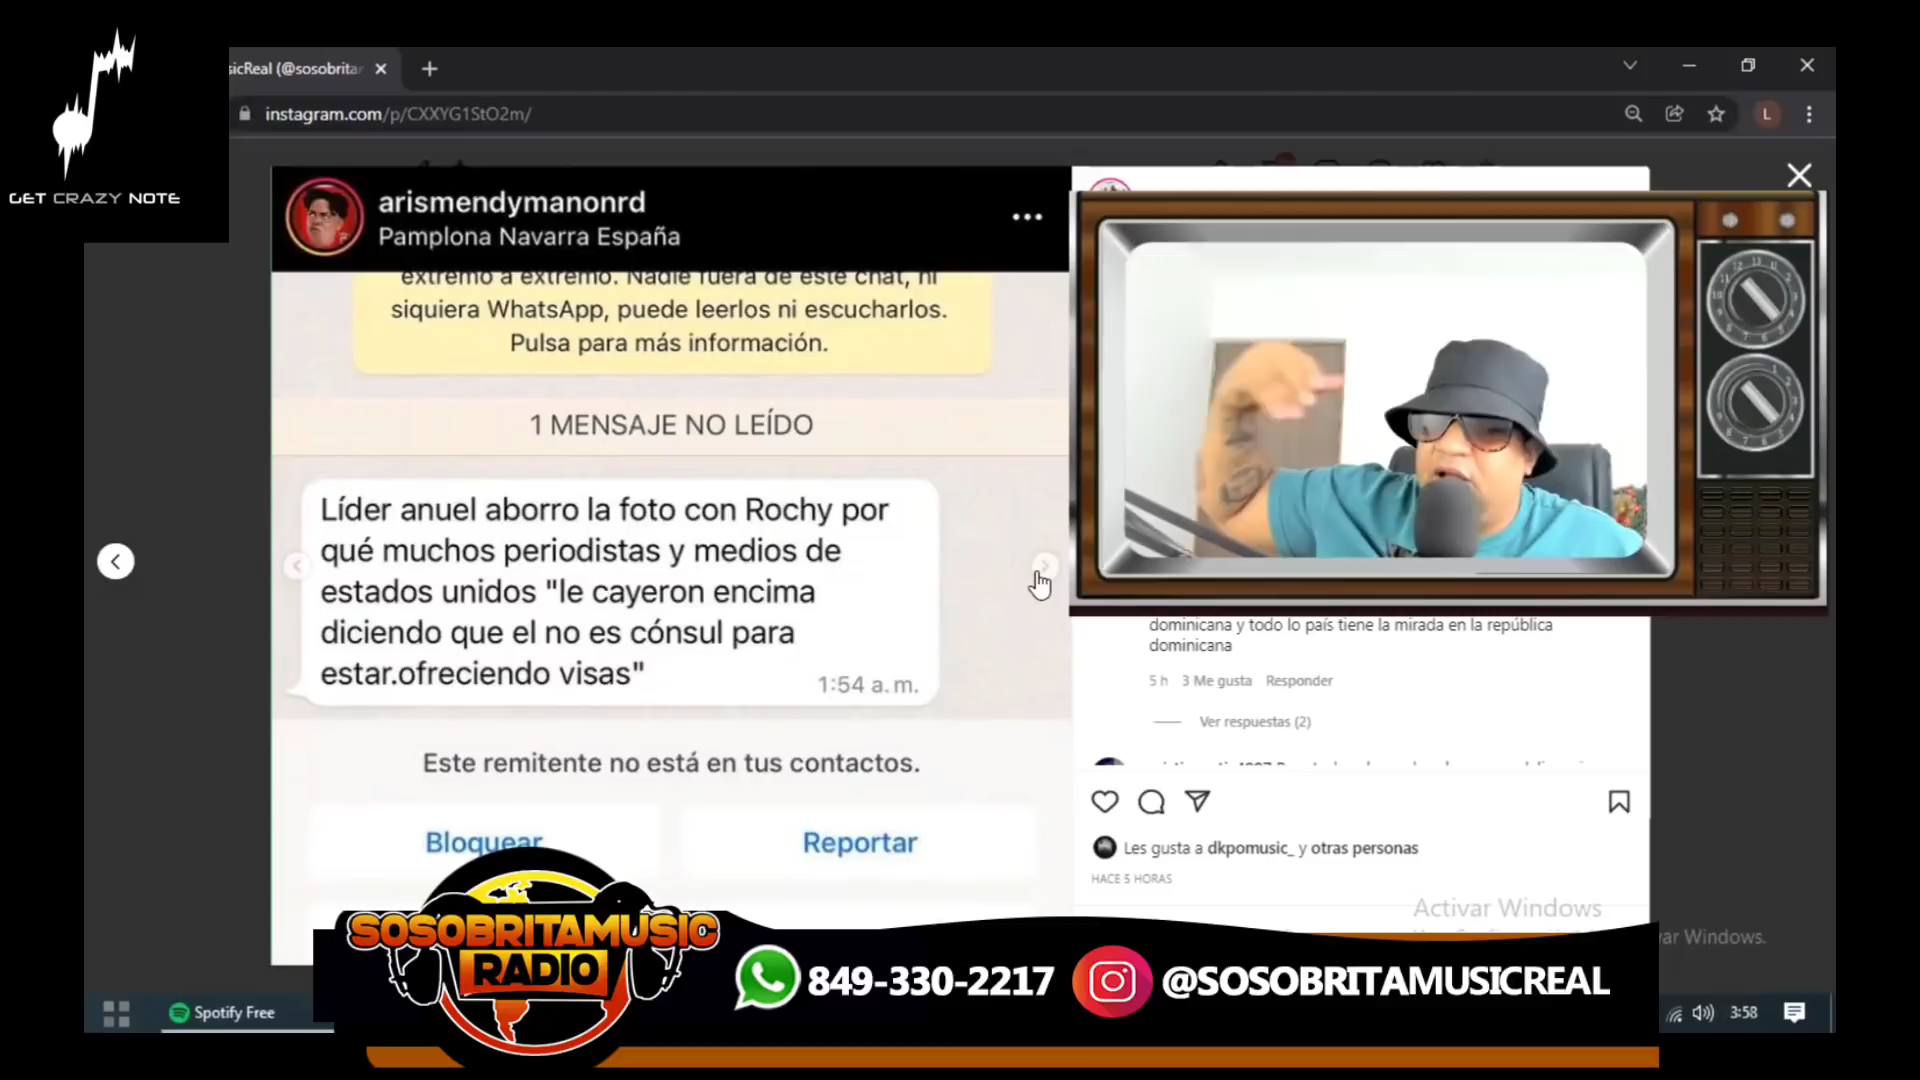 GET CRAZY NOTE
sicReal (@sosobritar
instagram.com/p/CXXYG1StO2m/
L
arismendymanonrd
Pamplona Navarra España
extremo a extremo. Nadie fuera de este chat, ni
siquiera WhatsApp, puede leerlos ni escucharlos.
Pulsa para más información.
1 MENSAJE NO LEÍDO
Líder anuel aborro la foto con Rochy por
qué muchos periodistas y medios de
estados unidos "le cayeron encima
diciendo que el no es cónsul para
estar.ofreciendo visas"
1:54 a. m.
Este remitente no está en tus contactos.
Bloquear
Reportar
dominicana y todo lo país tiene la mirada en la república
dominicana
5 h 3 Me gusta Responder
Ver respuestas (2)
Les gusta a dkpomusic_ y otras personas
HACE 5 HORAS
Activar Windows
var Windows.
SOSOBRITAMUSIC
RADIO
849-330-2217
@SOSOBRITAMUSICREAL
Spotify Free
3:58